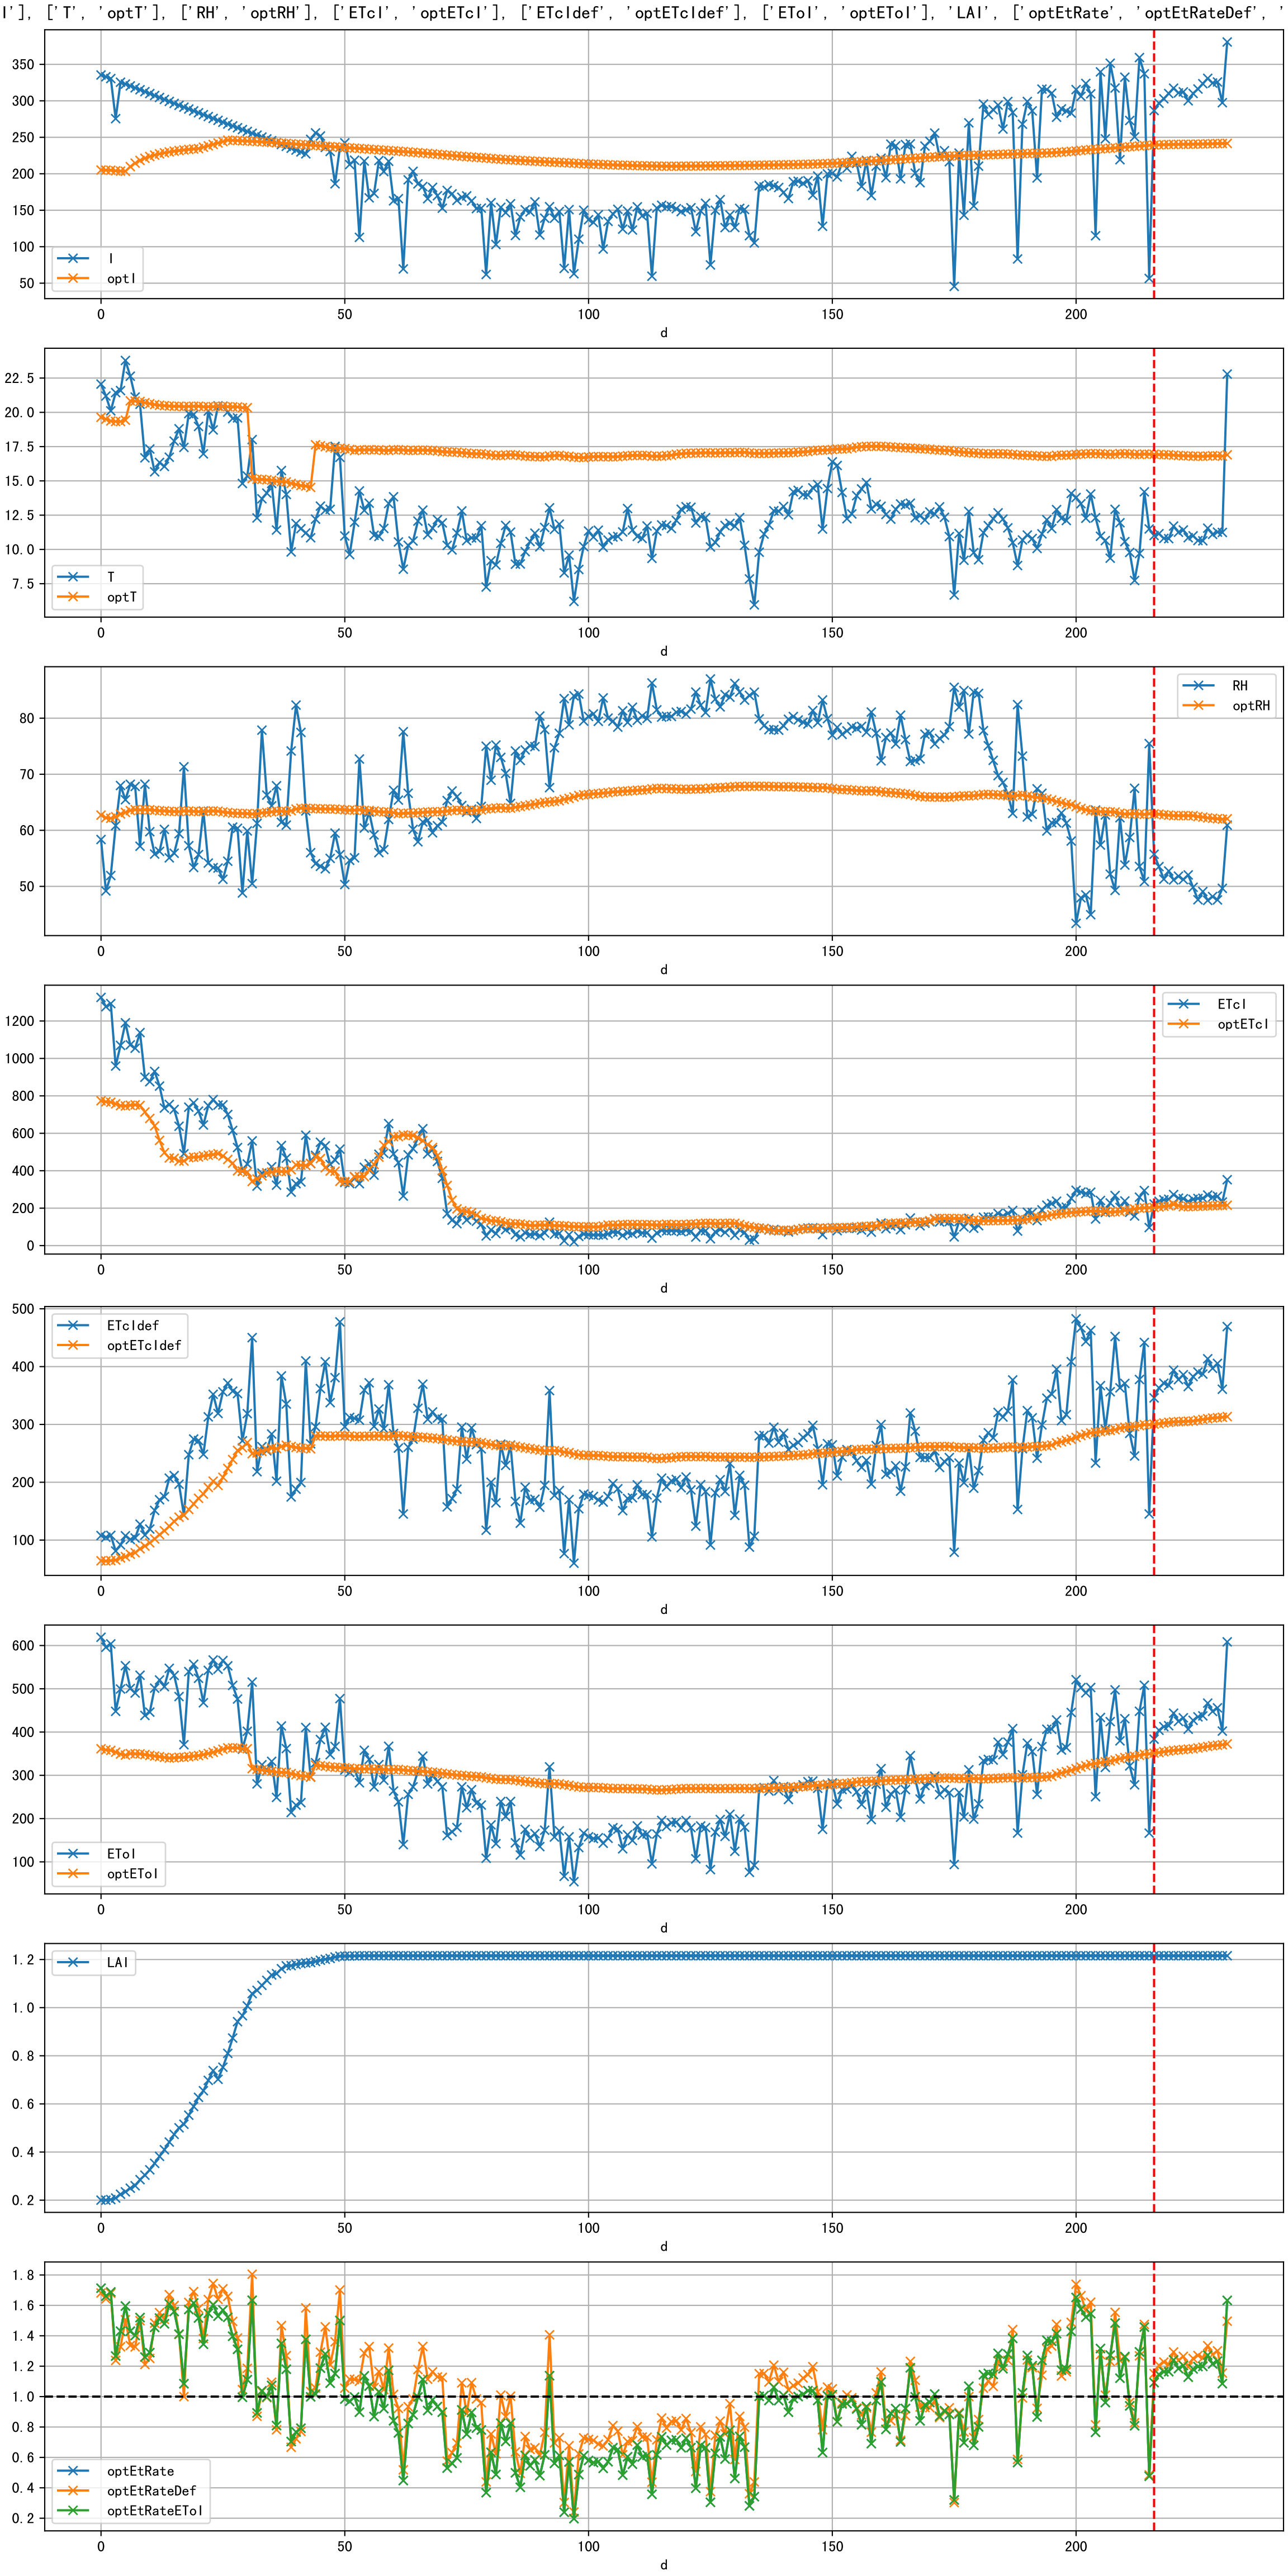 I'], ['T', 'optT'], ['RH', 'optRH'], ['ETcI', 'optETcI'], ['ETcIdef', 'optETcIdef'], ['EToI', 'optEToI'], 'LAI', ['optEtRate', 'optEtRateDef', '
350
300
250
200
150
100
50
I
optI
0 50 100 150 200
d
22.5
20.0
17.5
15.0
12.5
10.0
7.5
T
optT
0 50 100 150 200
d
80
70
60
50
RH
optRH
0 50 100 150 200
d
1200
1000
800
600
400
200
0
ETcI
optETcI
0 50 100 150 200
d
500
400
300
200
100
ETcIdef
optETcIdef
0 50 100 150 200
d
600
500
400
300
200
100
EToI
optEToI
0 50 100 150 200
d
1.2
1.0
0.8
0.6
0.4
0.2
LAI
0 50 100 150 200
d
1.8
1.6
1.4
1.2
1.0
0.8
0.6
0.4
0.2
optEtRate
optEtRateDef
optEtRateEToI
0 50 100 150 200
d